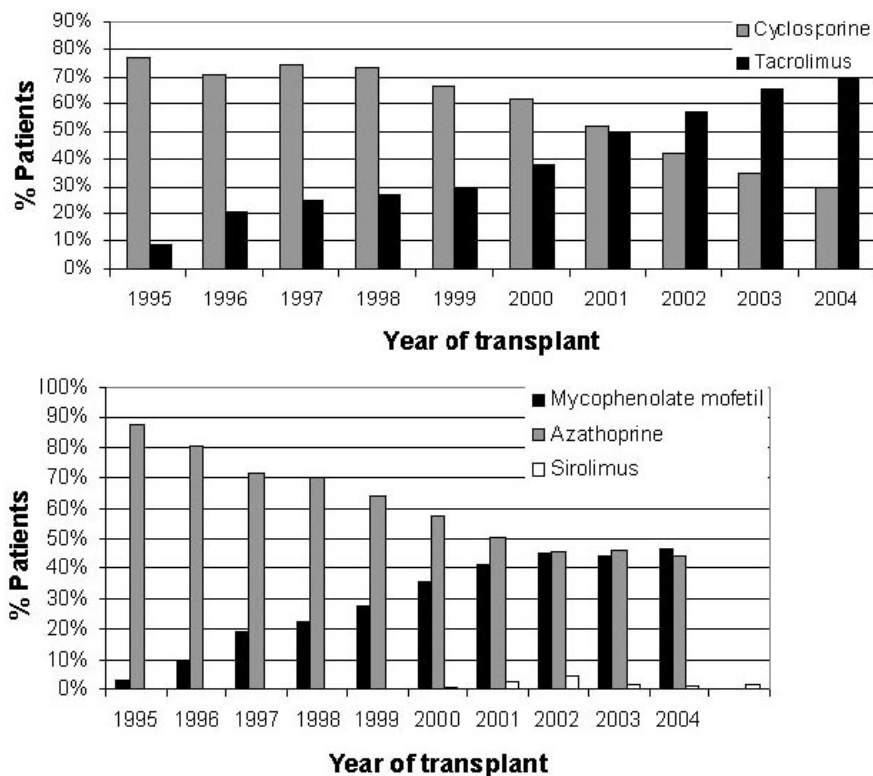 90%
80%
70%
60%
50%
40%
30%
20%
10%
0%
% Patients
Cyclosporine
Tacrolimus
1995 1996 1997 1998 1999 2000 2001 2002 2003 2004
Year of transplant
100%
90%
80%
70%
60%
50%
40%
30%
20%
10%
0%
% Patients
Mycophenolate mofetil
Azathoprine
Sirolimus
1995 1996 1997 1998 1999 2000 2001 2002 2003 2004
Year of transplant